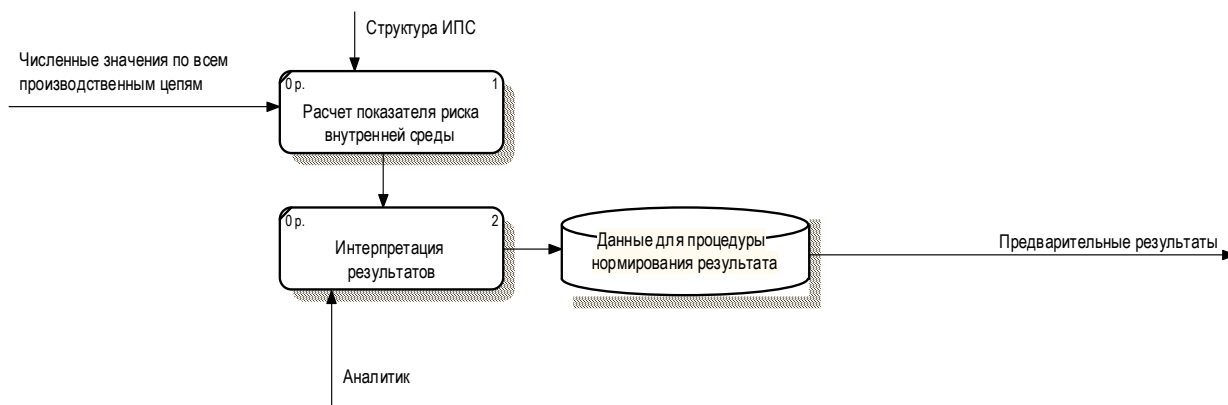 Структура ИПС
Численные значения по всем
производственным цепям
0 р.
1
Расчет показателя риска
внутренней среды
0 р.
2
Интерпретация
результатов
Данные для процедуры
нормирования результата
Предварительные результаты
Аналитик